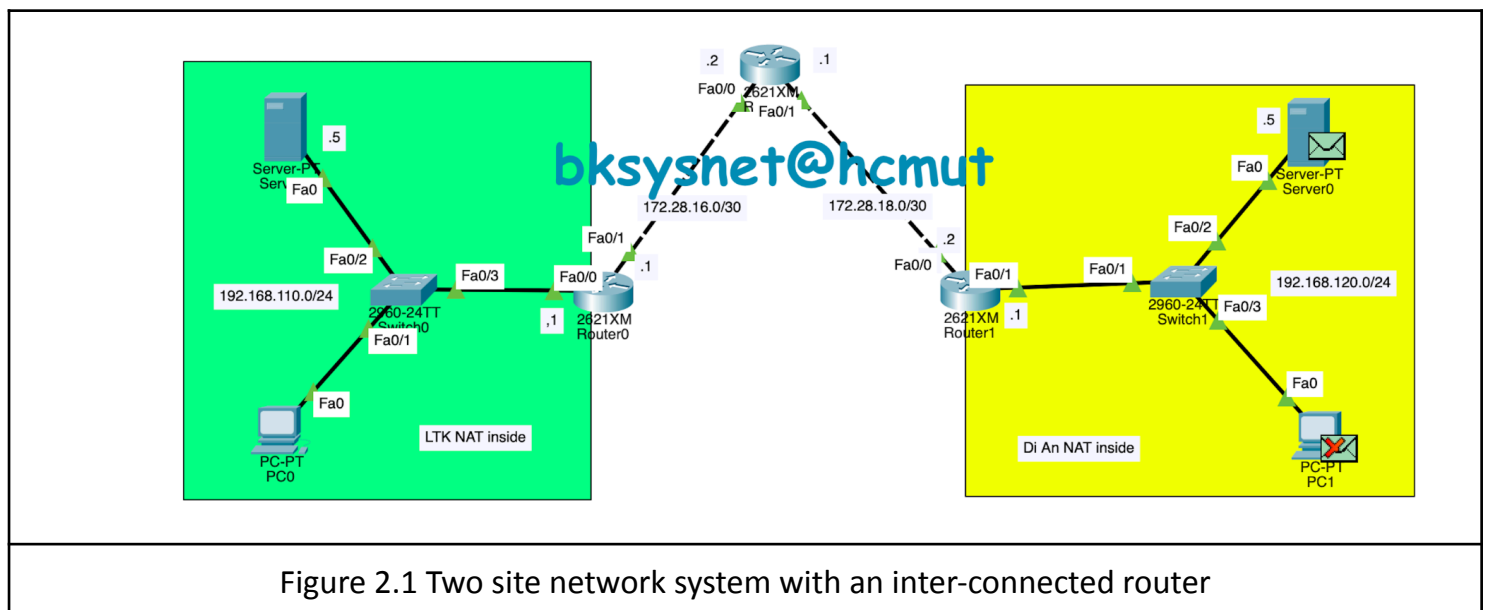 .2
.1
Fa0/0
2621XM
R
Fa0/1
.5
Server-PT
Fa0
.5
Fa0
Server-PT
Server0
bksysnet@hcmut
172.28.16.0/30
172.28.18.0/30
Fa0/1
.2
Fa0/2
Fa0/2
Fa0/3
Fa0/0
.1
Fa0/0
Fa0/1
Fa0/1
192.168.110.0/24
192.168.120.0/24
2960-24TT
Switch0
,1
2621XM
Router0
2621XM
Router1
.1
2960-24TT
Switch1
Fa0/3
Fa0/1
Fa0
Fa0
LTK NAT inside
Di An NAT inside
PC-PT
PC0
PC-PT
PC1
Figure 2.1 Two site network system with an inter-connected router